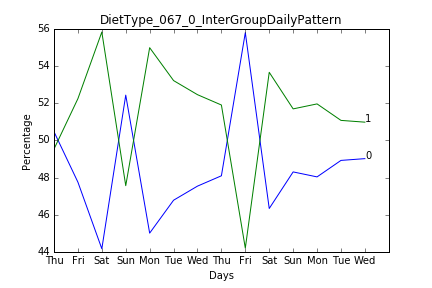 DietType_067_0_InterGroupDailyPattern
56
54
52
50
48
46
44
Percentage
1
0
Thu Fri Sat Sun Mon Tue Wed Thu Fri Sat Sun Mon Tue Wed
Days